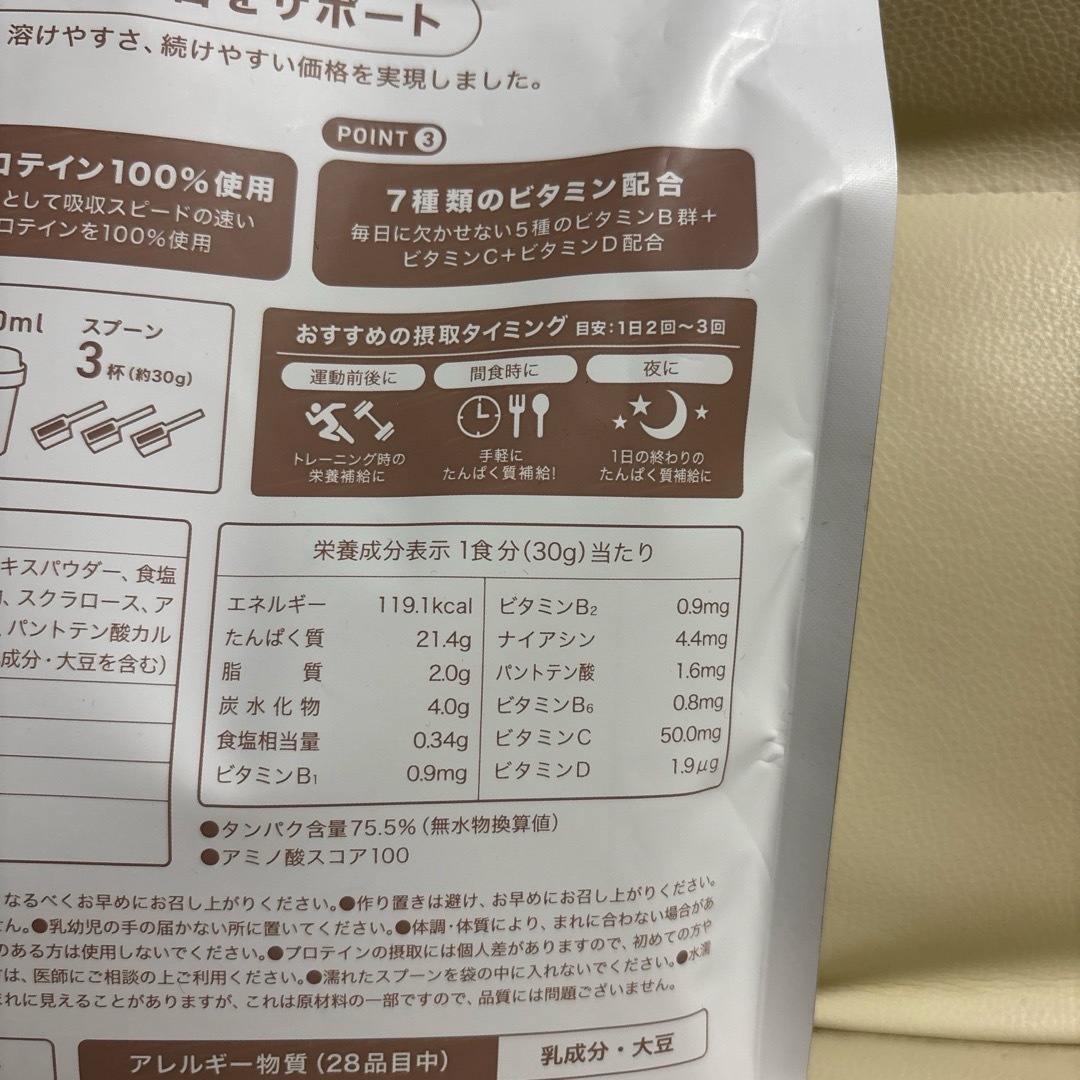 をサポート
溶けやすさ、続けやすい価格を実現しました。
ロテイン100%使用
として吸収スピードの速い
ロテインを100%使用
POINT 3
7種類のビタミン配合
毎日に欠かせない5種のビタミンB群+
ビタミンC+ビタミンD配合
0ml
スプーン
3杯(約30g)
おすすめの摂取タイミング 目安:1日2回〜3回
運動前後に
トレーニング時の
栄養補給に
間食時に
手軽に
たんぱく質補給!
夜に
1日の終わりの
たんぱく質補給に
キスパウダー、食塩
、スクラロース、ア
、パントテン酸カル
成分・大豆を含む)
栄養成分表示 1食分(30g)当たり
エネルギー 119.1kcal
たんぱく質 21.4g
脂質 2.0g
炭水化物 4.0g
食塩相当量 0.34g
ビタミンB1 0.9mg
ビタミンB2 0.9mg
ナイアシン 4.4mg
パントテン酸 1.6mg
ビタミンB6 0.8mg
ビタミンC 50.0mg
ビタミンD 1.9μg
●タンパク含量75.5%(無水物換算値)
●アミノ酸スコア100
なるべくお早めにお召し上がりください。●作り置きは避け、お早めにお召し上がりください。
ん。●乳幼児の手の届かない所に置いてください。●体調・体質により、まれに合わない場合があ
のある方は使用しないでください。●プロテインの摂取には個人差がありますので、初めての方や
は、医師にご相談の上ご利用ください。●濡れたスプーンを袋の中に入れないでください。●水濡
れに見えることがありますが、これは原材料の一部ですので、品質には問題ございません。
アレルギー物質(28品目中)
乳成分・大豆